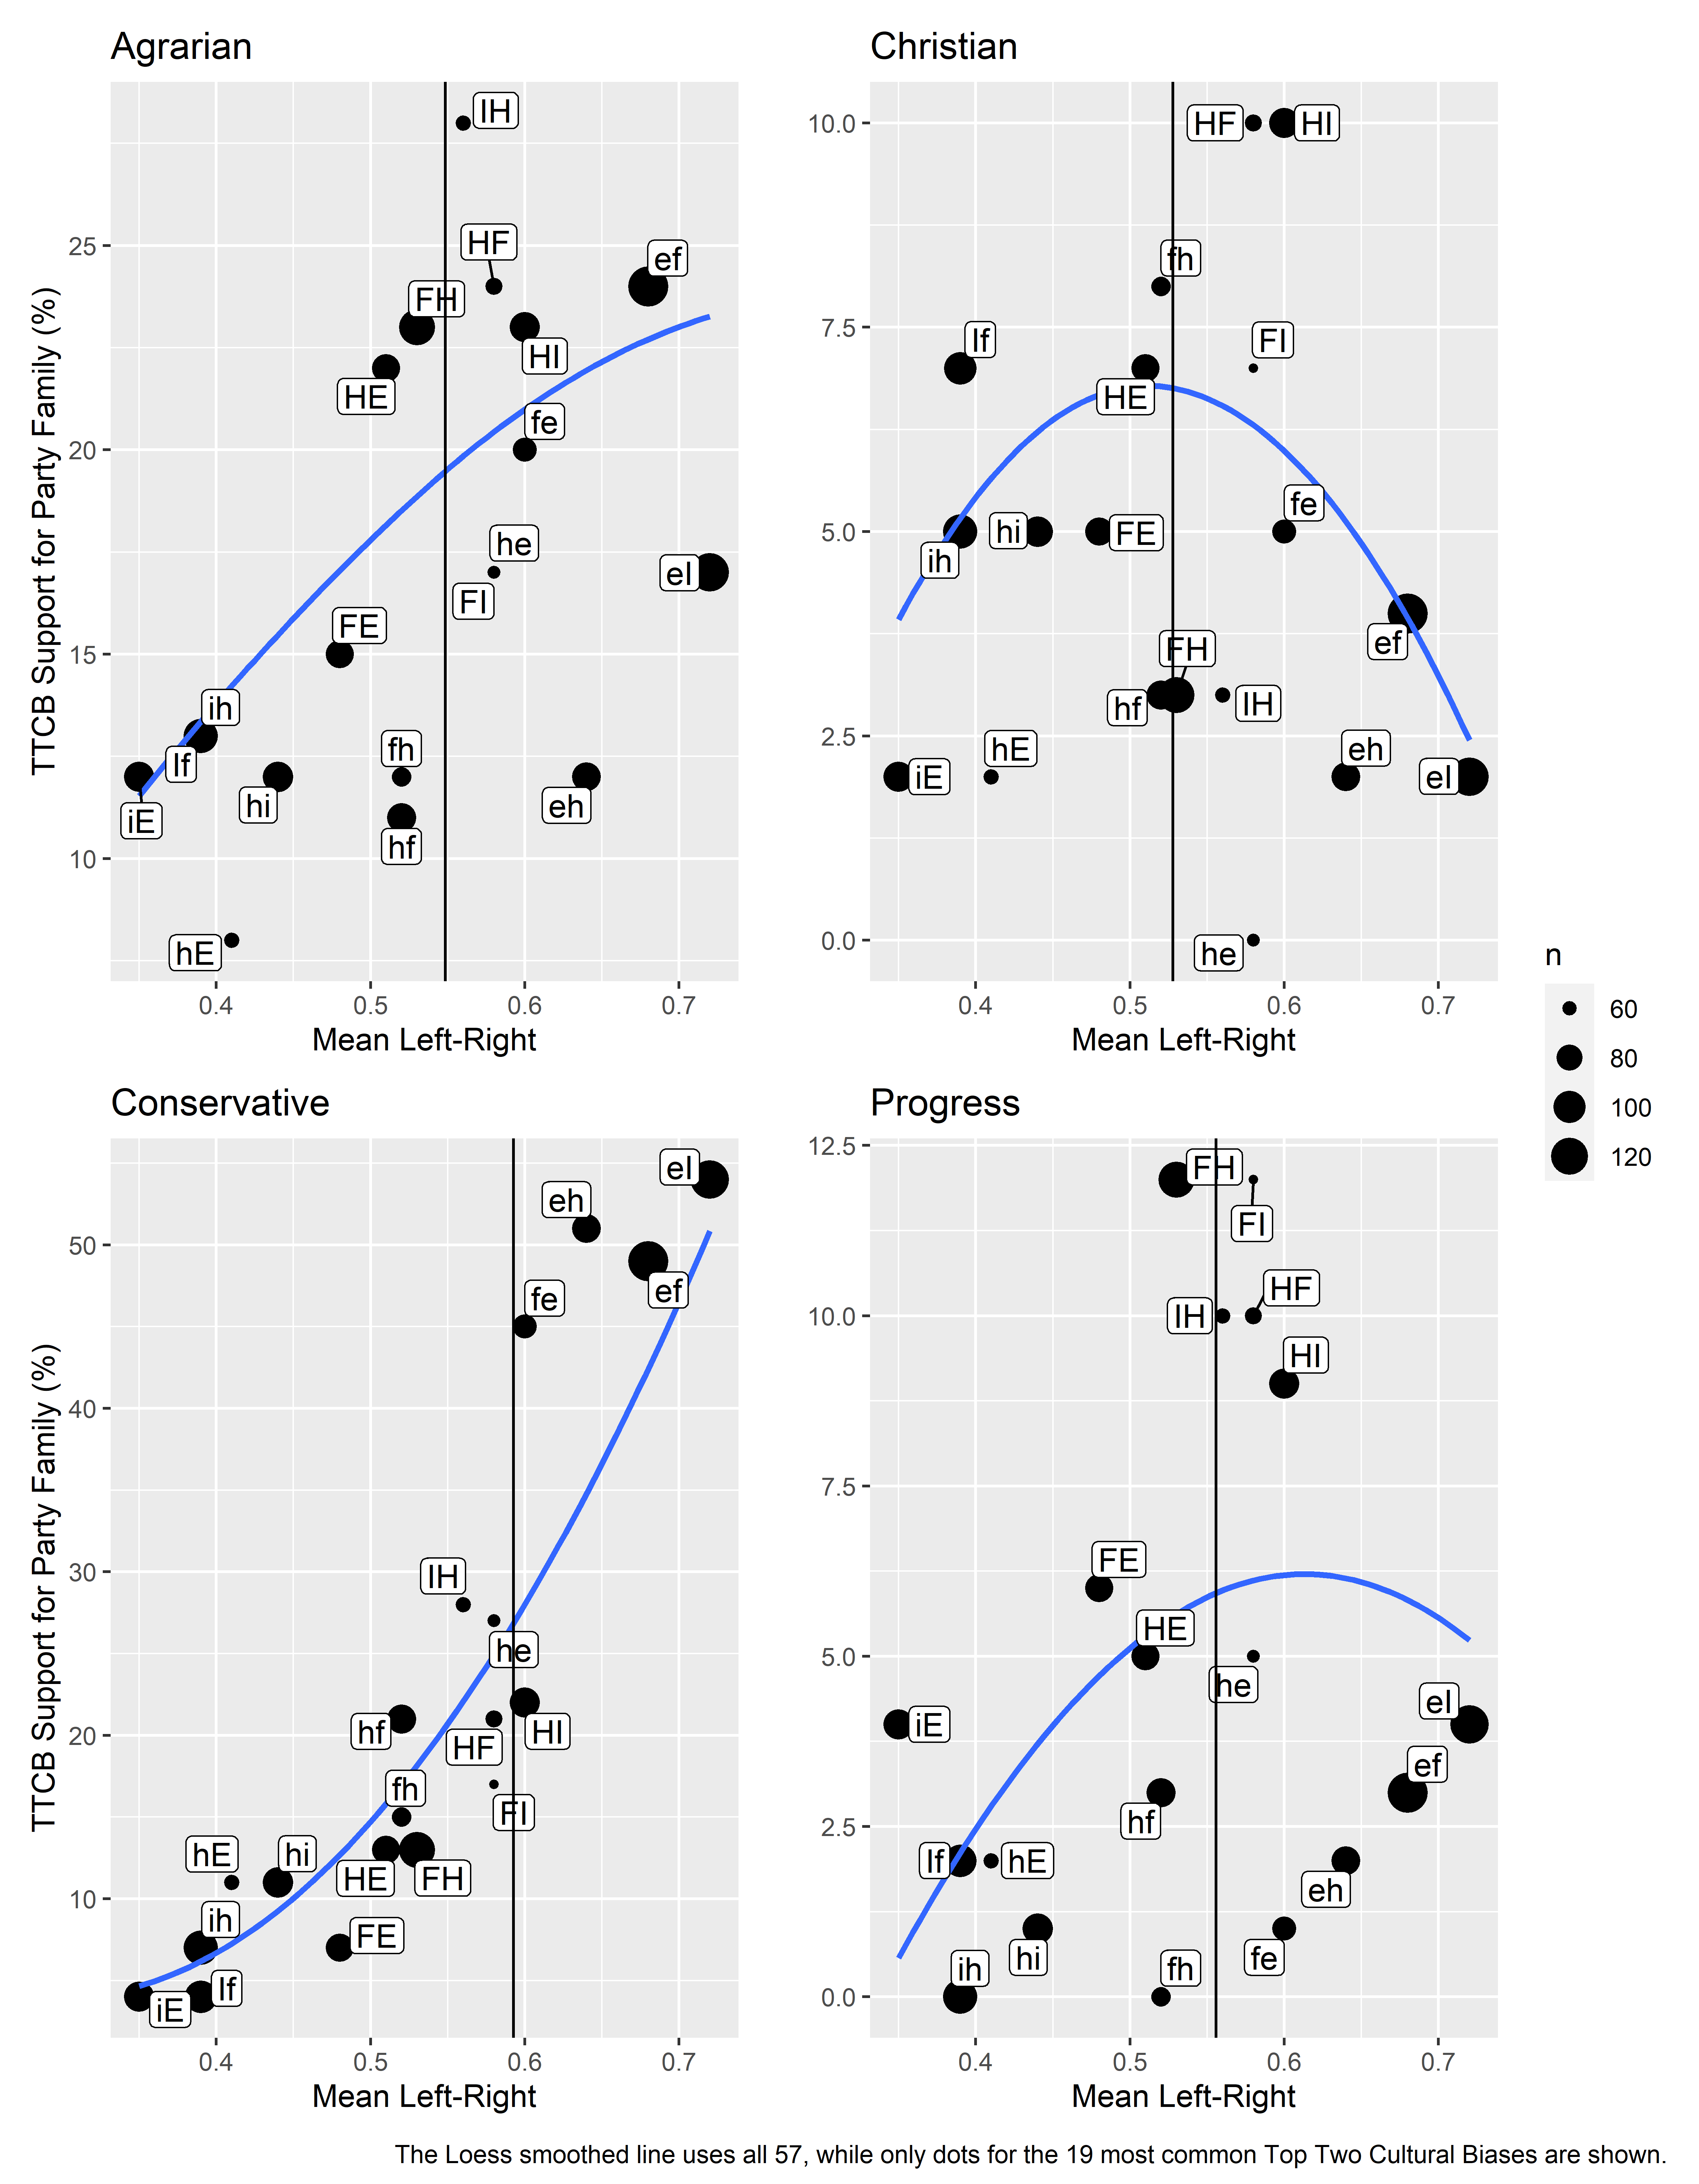 Agrarian
TTCB Support for Party Family (%)
25
20
15
10
IH
HF
ef
FH
HI
HE
fe
he
eI
FI
FE
ih
If
fh
hi
eh
iE
hf
hE
0.4 0.5 0.6 0.7
Mean Left-Right
Christian
10.0
7.5
5.0
2.5
0.0
HF
HI
fh
If
FI
HE
fe
hi
FE
ih
ef
FH
hf
IH
hE
eh
iE
eI
he
0.4 0.5 0.6 0.7
Mean Left-Right
n
60
80
100
120
Conservative
TTCB Support for Party Family (%)
50
40
30
20
10
eI
eh
ef
fe
IH
he
hf
HI
HF
fh
FI
hE
hi
HE
FH
ih
FE
If
iE
0.4 0.5 0.6 0.7
Mean Left-Right
Progress
12.5
10.0
7.5
5.0
2.5
0.0
FH
FI
HF
IH
HI
FE
HE
he
eI
iE
ef
hf
If
hE
eh
hi
fe
ih
fh
0.4 0.5 0.6 0.7
Mean Left-Right
The Loess smoothed line uses all 57, while only dots for the 19 most common Top Two Cultural Biases are shown.